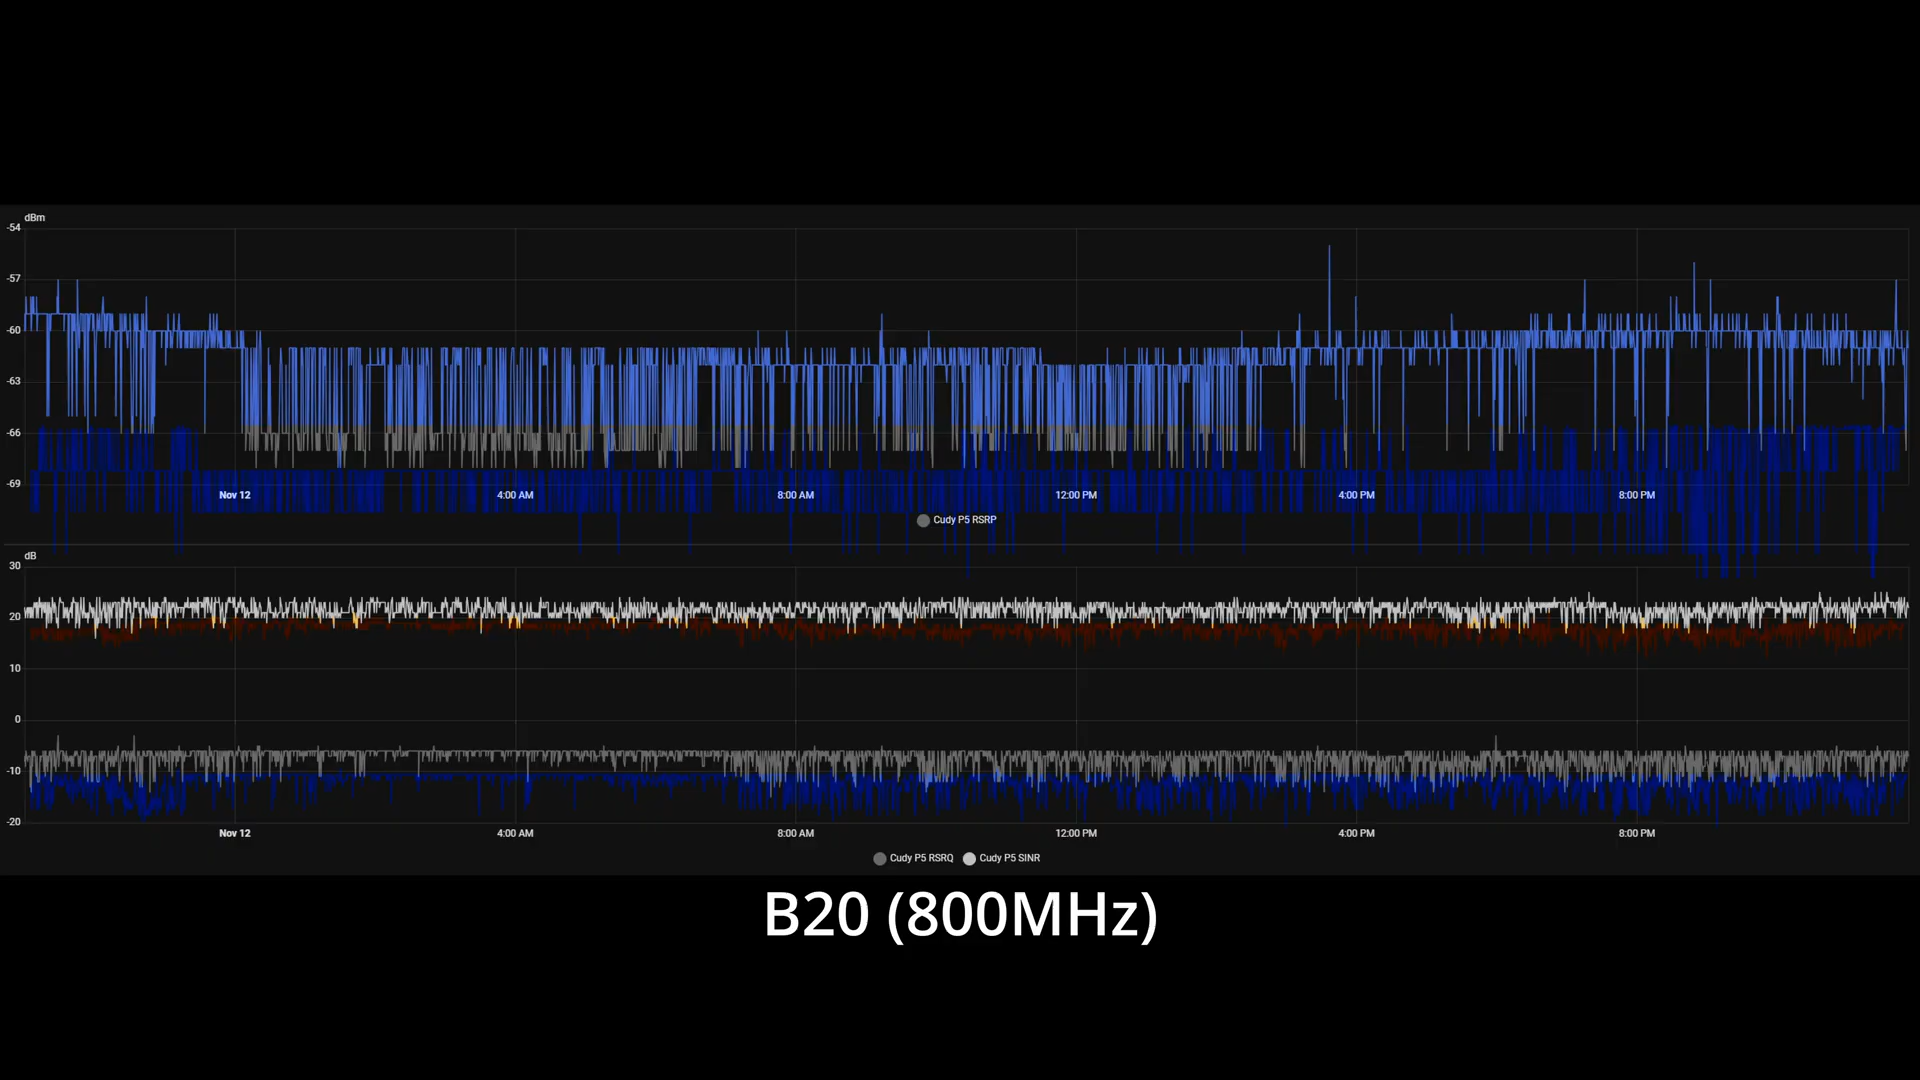 dBm
-54
-57
-60
-63
-66
-69
Nov 12 4:00 AM 8:00 AM 12:00 PM 4:00 PM 8:00 PM
Cudy P5 RSRP
dB
30
20
10
0
-10
-20
Nov 12 4:00 AM 8:00 AM 12:00 PM 4:00 PM 8:00 PM
Cudy P5 RSRQ Cudy P5 SINR
B20 (800MHz)